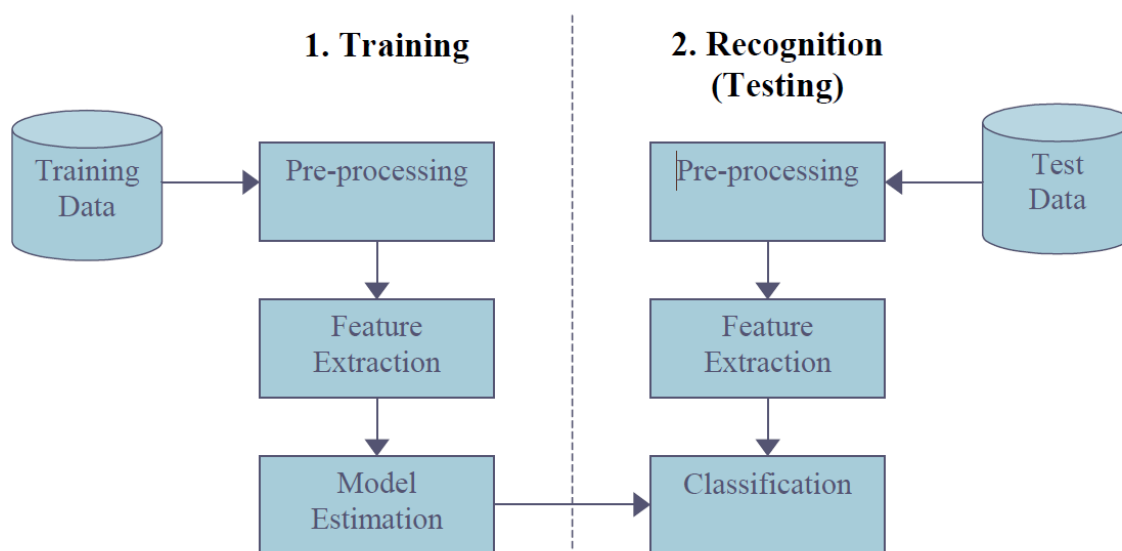 1. Training
2. Recognition
(Testing)
Training
Data
Pre-processing
Pre-processing
Test
Data
Feature
Extraction
Feature
Extraction
Model
Estimation
Classification